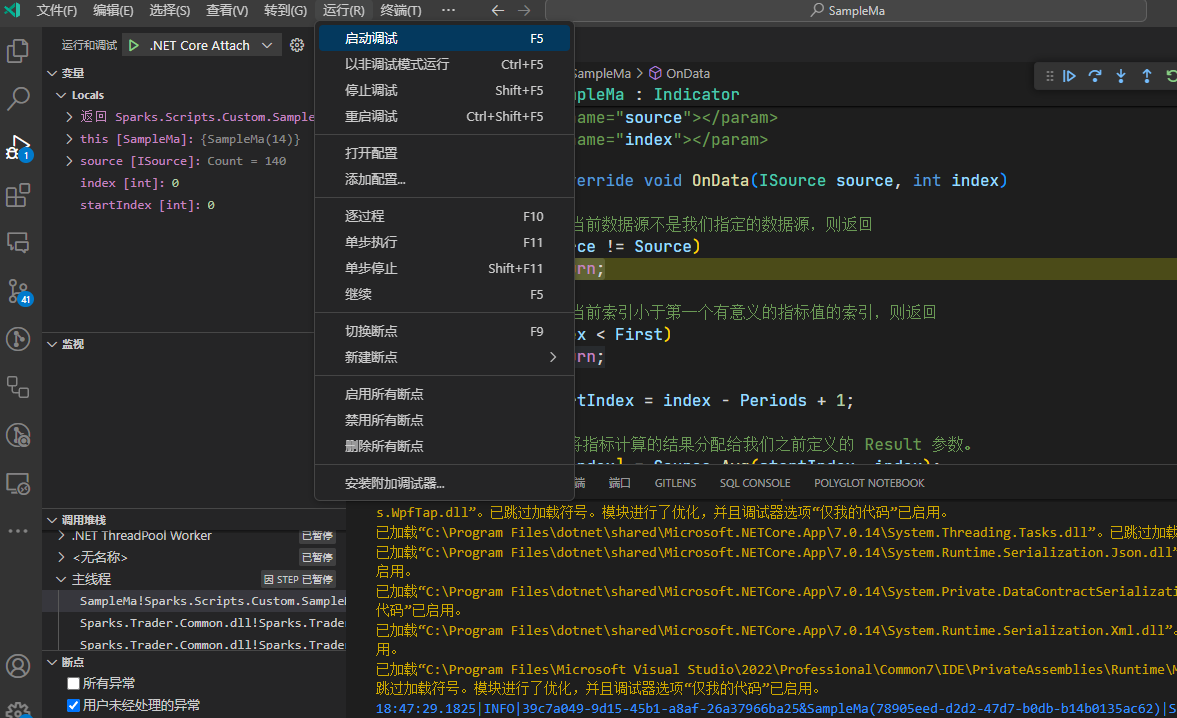 文件(F) 编辑(E) 选择(S) 查看(V) 转到(G) 运行(R) 终端(T) ··· SampleMa
运行和调试 .NET Core Attach
变量
Locals
返回 Sparks.Scripts.Custom.Sample
this [SampleMa]: {SampleMa(14)}
source [ISource]: Count = 140
index [int]: 0
startIndex [int]: 0
监视
调用堆栈
.NET ThreadPool Worker 已暂停
<无名称> 已暂停
主线程 因 STEP 已暂停
SampleMa!Sparks.Scripts.Custom.Sample
Sparks.Trader.Common.dll!Sparks.Trade
Sparks.Trader.Common.dll!Sparks.Trade
断点
所有异常
用户未经处理的异常
1
41
启动调试 F5
以非调试模式运行 Ctrl+F5
停止调试 Shift+F5
重启调试 Ctrl+Shift+F5
打开配置
添加配置...
逐过程 F10
单步执行 F11
单步停止 Shift+F11
继续 F5
切换断点 F9
新建断点
启用所有断点
禁用所有断点
删除所有断点
安装附加调试器...
SampleMa > OnData
pleMa : Indicator
ame="source"></param>
ame="index"></param>
erride void OnData(ISource source, int index)
当前数据源不是我们指定的数据源，则返回
ce != Source)
rn;
当前索引小于第一个有意义的指标值的索引，则返回
x < First)
rn;
tIndex = index - Periods + 1;
将指标计算的结果分配给我们之前定义的 Result 参数。
ndex] = Source.Avg(startIndex, index);
端 端口 GITLENS SQL CONSOLE POLYGLOT NOTEBOOK
s.WpfTap.dll”。已跳过加载符号。模块进行了优化，并且调试器选项“仅我的代码”已启用。
已加载“C:\Program Files\dotnet\shared\Microsoft.NETCore.App\7.0.14\System.Threading.Tasks.dll”。已跳过加载
已加载“C:\Program Files\dotnet\shared\Microsoft.NETCore.App\7.0.14\System.Runtime.Serialization.Json.dll”
启用。
已加载“C:\Program Files\dotnet\shared\Microsoft.NETCore.App\7.0.14\System.Private.DataContractSerializati
代码”已启用。
已加载“C:\Program Files\dotnet\shared\Microsoft.NETCore.App\7.0.14\System.Runtime.Serialization.Xml.dll”。
用。
已加载“C:\Program Files\Microsoft Visual Studio\2022\Professional\Common7\IDE\PrivateAssemblies\Runtime\M
跳过加载符号。模块进行了优化，并且调试器选项“仅我的代码”已启用。
18:47:29.1825|INFO|39c7a049-9d15-45b1-a8af-26a37966ba25&SampleMa(78905eed-d2d2-47d7-b0db-b14b0135ac62)|S